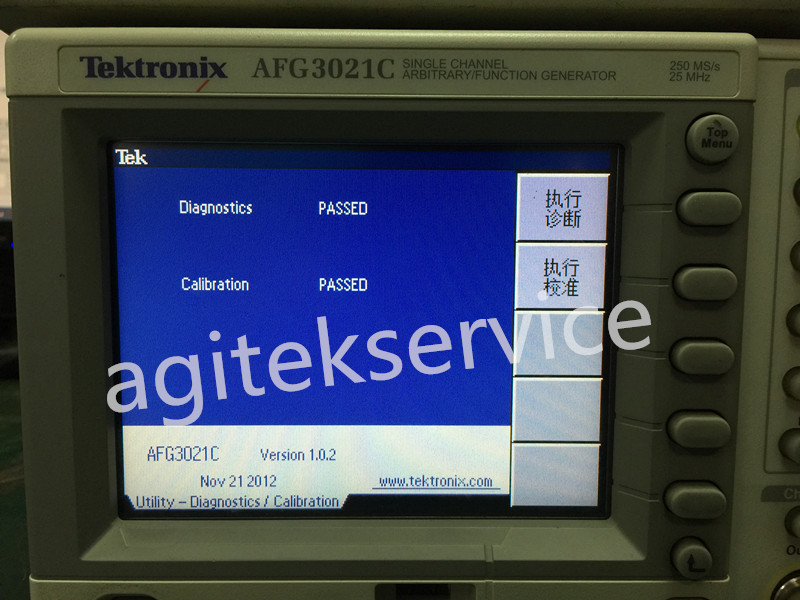 Tektronix AFG3021C SINGLE CHANNEL
ARBITRARY/FUNCTION GENERATOR
250 MS/s
25 MHz
Top
Menu
Tek
Diagnostics PASSED
执行
诊断
Calibration PASSED
执行
校准
agitekservice
AFG3021C Version 1.0.2
Nov 21 2012 www.tektronix.com
Utility – Diagnostics / Calibration